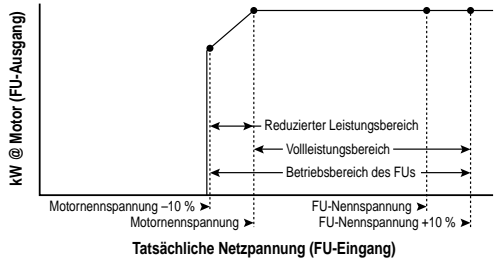 kW @ Motor (FU-Ausgang)
Reduzierter Leistungsbereich
Vollleistungsbereich
Betriebsbereich des FUs
Motornennspannung –10 %
FU-Nennspannung
Motornennspannung
FU-Nennspannung +10 %
Tatsächliche Netzpannung (FU-Eingang)